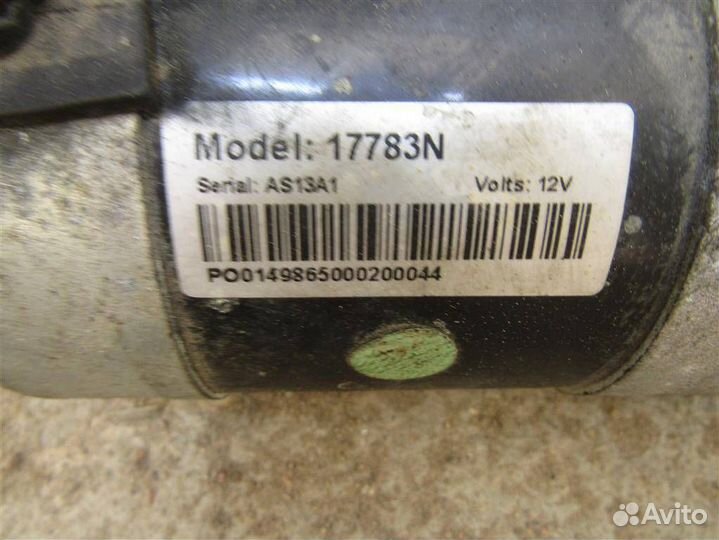 Model: 17783N
Serial: AS13A1 Volts: 12V
PO0149865000200044
Avito